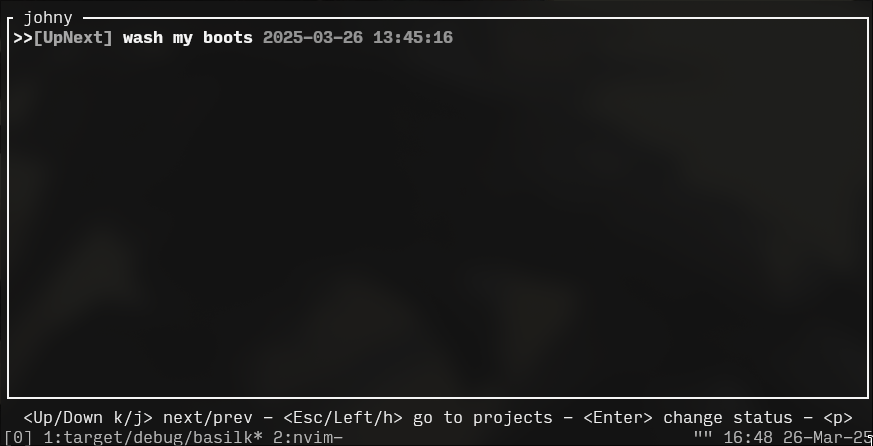 johny
>>[UpNext] wash my boots 2025-03-26 13:45:16
<Up/Down k/j> next/prev - <Esc/Left/h> go to projects - <Enter> change status - <p>
[0] 1:target/debug/basilk* 2:nvim- "" 16:48 26-Mar-25